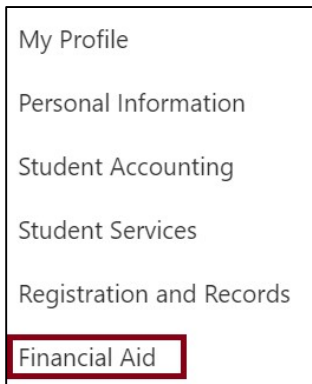 My Profile
Personal Information
Student Accounting
Student Services
Registration and Records
Financial Aid